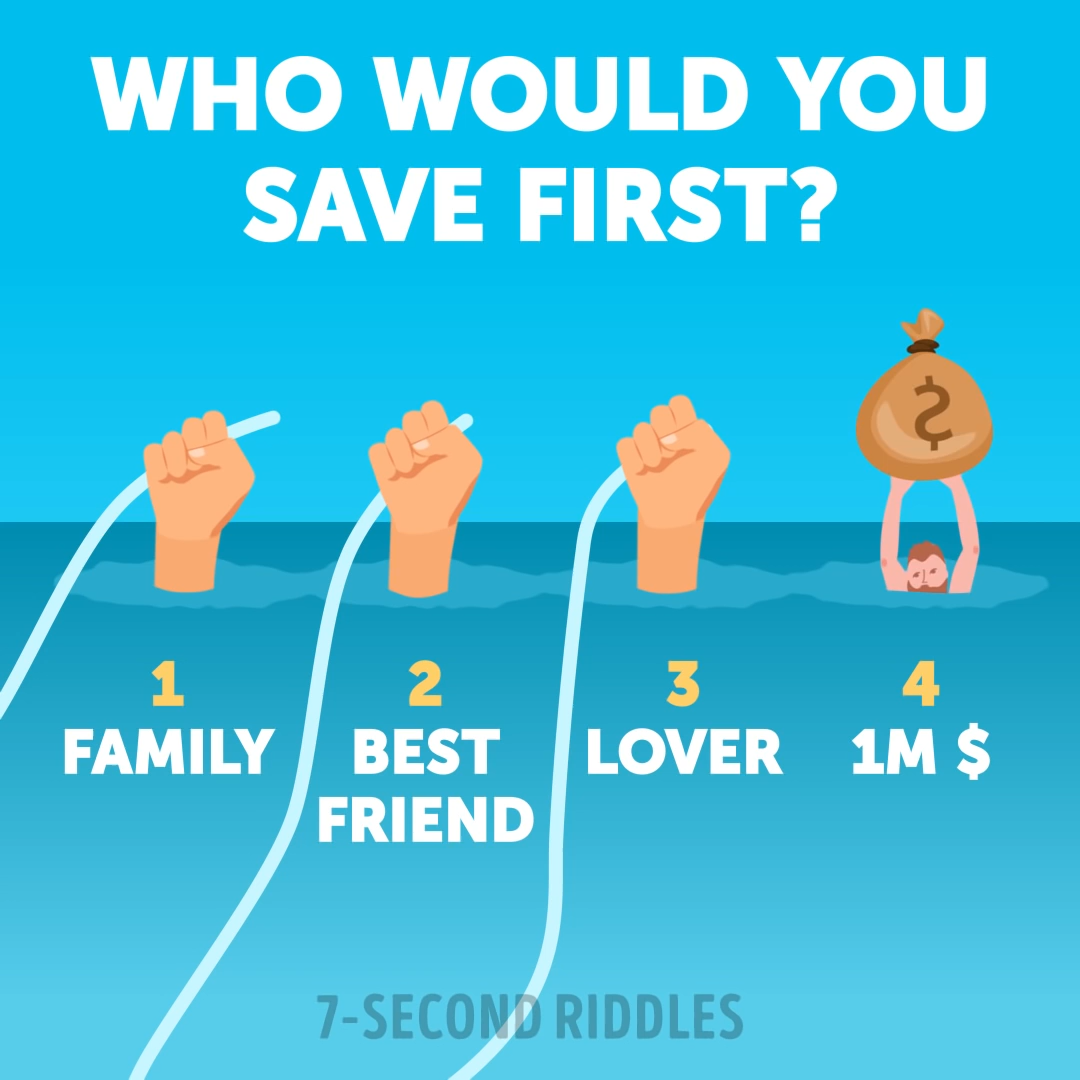 WHO WOULD YOU
SAVE FIRST?
$
1
FAMILY
2
BEST
FRIEND
3
LOVER
4
1M $
7-SECOND RIDDLES